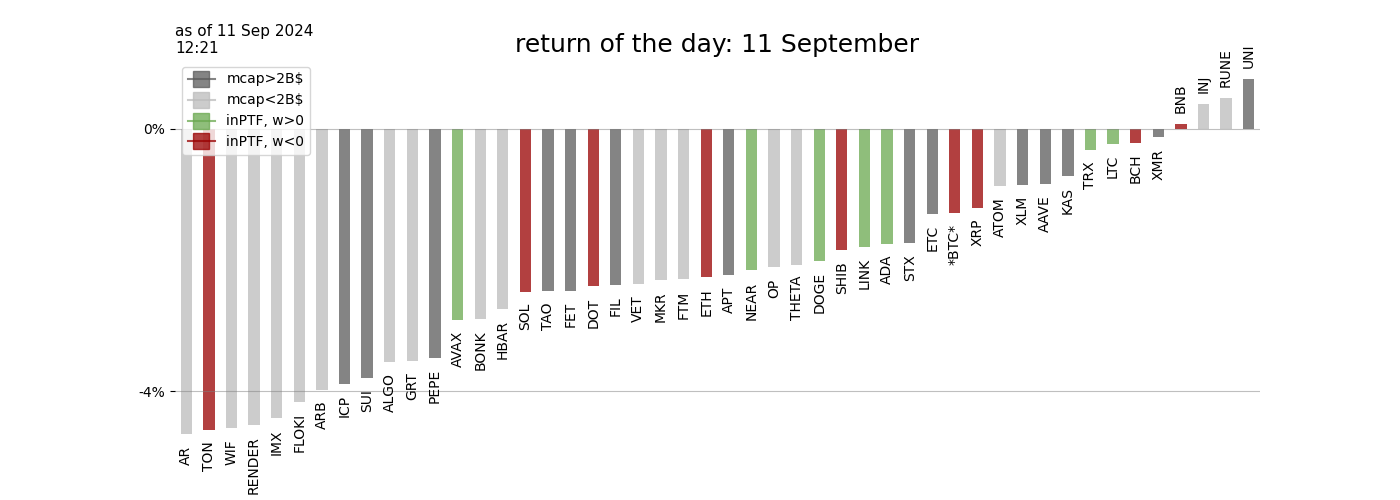 as of 11 Sep 2024
12:21
return of the day: 11 September
mcap>2B$
mcap<2B$
inPTF, w>0
inPTF, w<0
0%
-4%
AR
TON
WIF
RENDER
IMX
FLOKI
ARB
ICP
SUI
ALGO
GRT
PEPE
AVAX
BONK
HBAR
SOL
TAO
FET
DOT
FIL
VET
MKR
FTM
ETH
APT
NEAR
OP
THETA
DOGE
SHIB
LINK
ADA
STX
ETC
*BTC*
XRP
ATOM
XLM
AAVE
KAS
TRX
LTC
BCH
XMR
BNB
INJ
RUNE
UNI